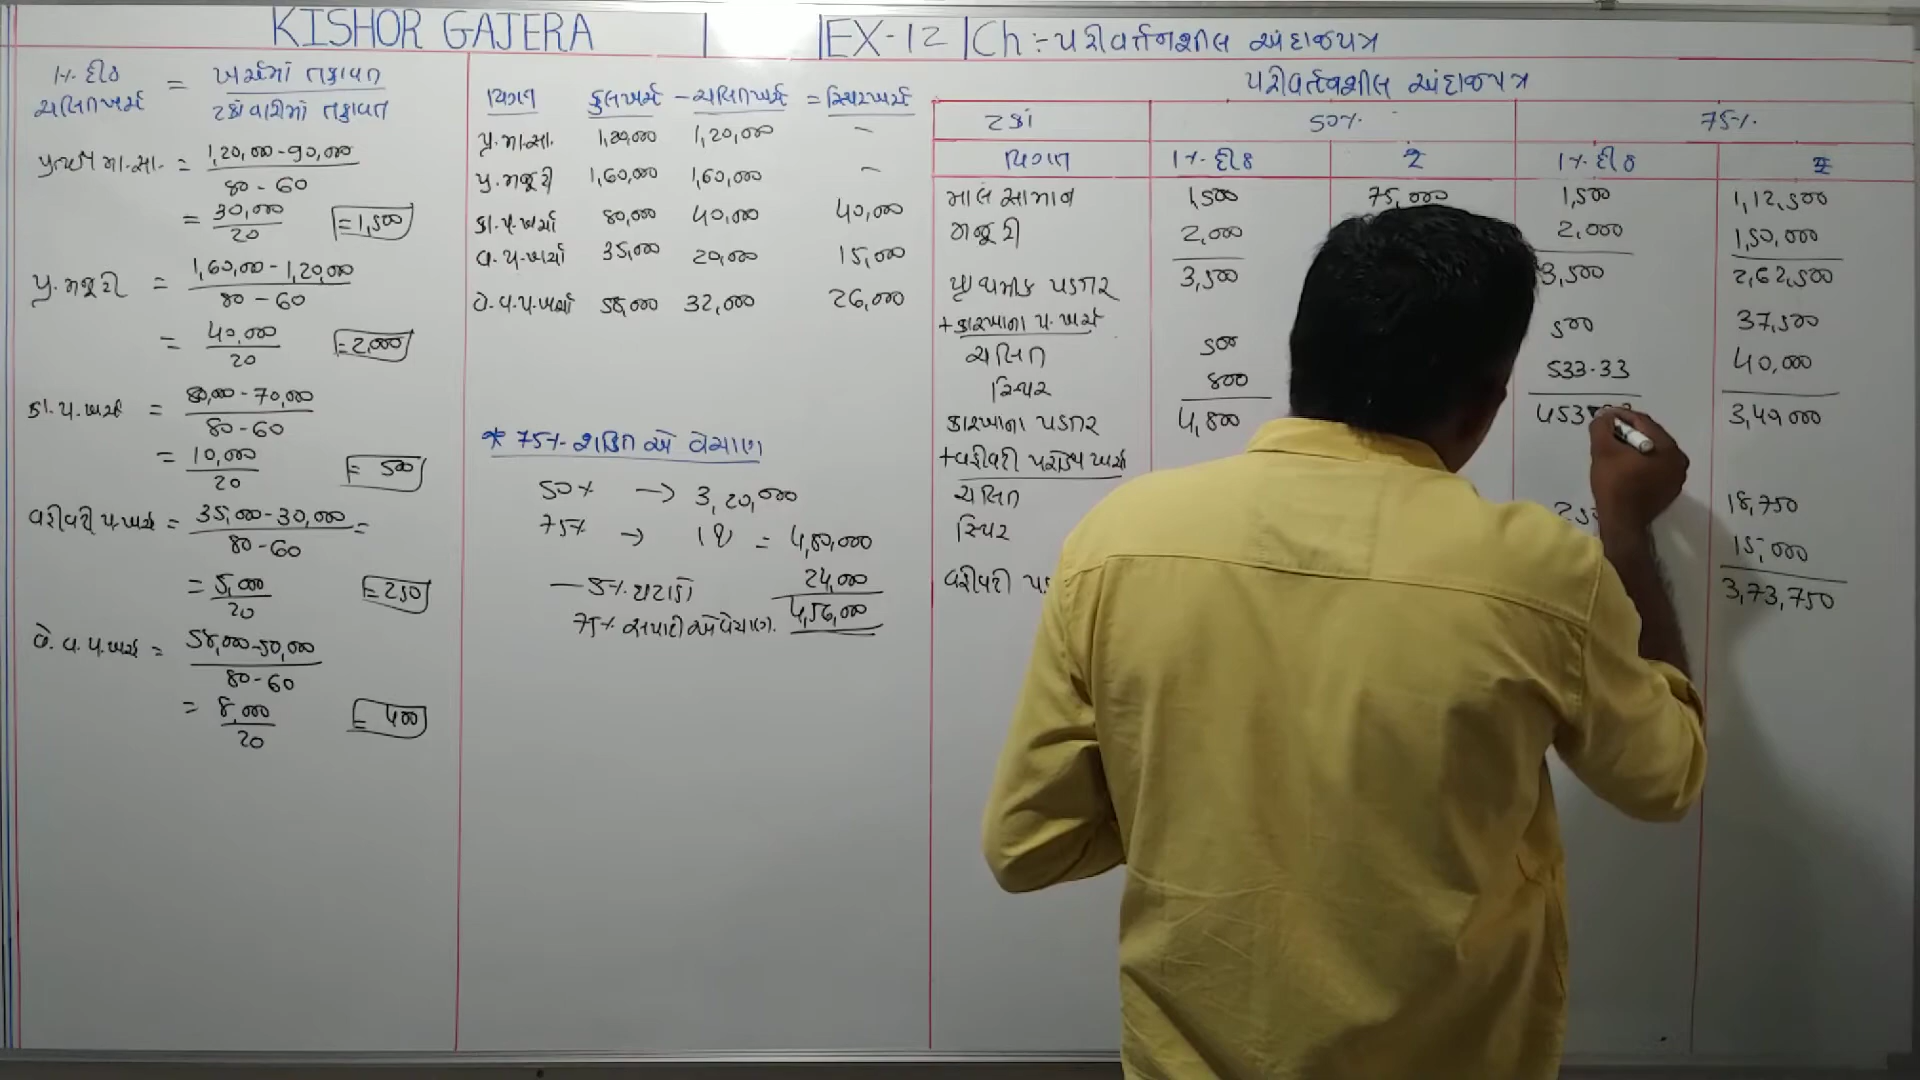 KISHOR GAJERA EX-12 Ch:- પરીવર્તનશીલ અંદાજપત્ર
1% દીઠ ચલિત ખર્ચ = ખર્ચમાં તફાવત / ટકાવારીમાં તફાવત
પ્રત્યક્ષ મા.સા. = 1,20,000-90,000 / 80-60
= 30,000 / 20 = 1,500
પ્ર. મજૂરી = 1,60,000-1,20,000 / 80-60
= 40,000 / 20 = 2,000
કા.પ.ખર્ચ = 80,000-70,000 / 80-60
= 10,000 / 20 = 500
વહીવટી પ.ખર્ચ = 35,000-30,000 / 80-60 =
= 5,000 / 20 = 250
વે.વ.પ.ખર્ચ = 58,000-50,000 / 80-60
= 8,000 / 20 = 400
વિગત કુલખર્ચ - ચલિતખર્ચ = સ્થિરખર્ચ
પ્ર.મા.સા. 1,20,000 1,20,000 -
પ્ર.મજૂરી 1,60,000 1,60,000 -
કા.પ.ખર્ચા 80,000 40,000 40,000
વ.પ.ખર્ચા 35,000 20,000 15,000
વે.વ.પ.ખર્ચા 58,000 32,000 26,000
* 75% શક્તિ એ વેચાણ
50% → 3,20,000
75% → (?) = 4,80,000
- 5% ઘટાડો 24,000
75% સપાટીએ વેચાણ. 4,56,000
પરીવર્તનશીલ અંદાજપત્ર
ટકા 50% 75%
વિગત 1% દીઠ ₹ 1% દીઠ ₹
માલ સામાન 1,500 75,000 1,500 1,12,500
મજૂરી 2,000 2,000 1,50,000
પ્રાથમીક પડતર 3,500 3,500 2,62,500
+કારખાના પ.ખર્ચ
ચલિત 500 500 37,500
સ્થિર 800 533.33 40,000
કારખાના પડતર 4,800 453 3,40,000
+વહીવટી પરોક્ષ ખર્ચા
ચલિત 25 18,750
સ્થિર 15,000
વહીવટી 3,73,750